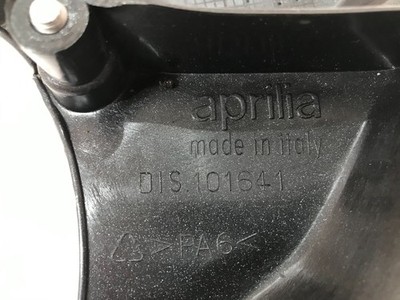 aprilia
made in italy
DIS.101641
>PA6<